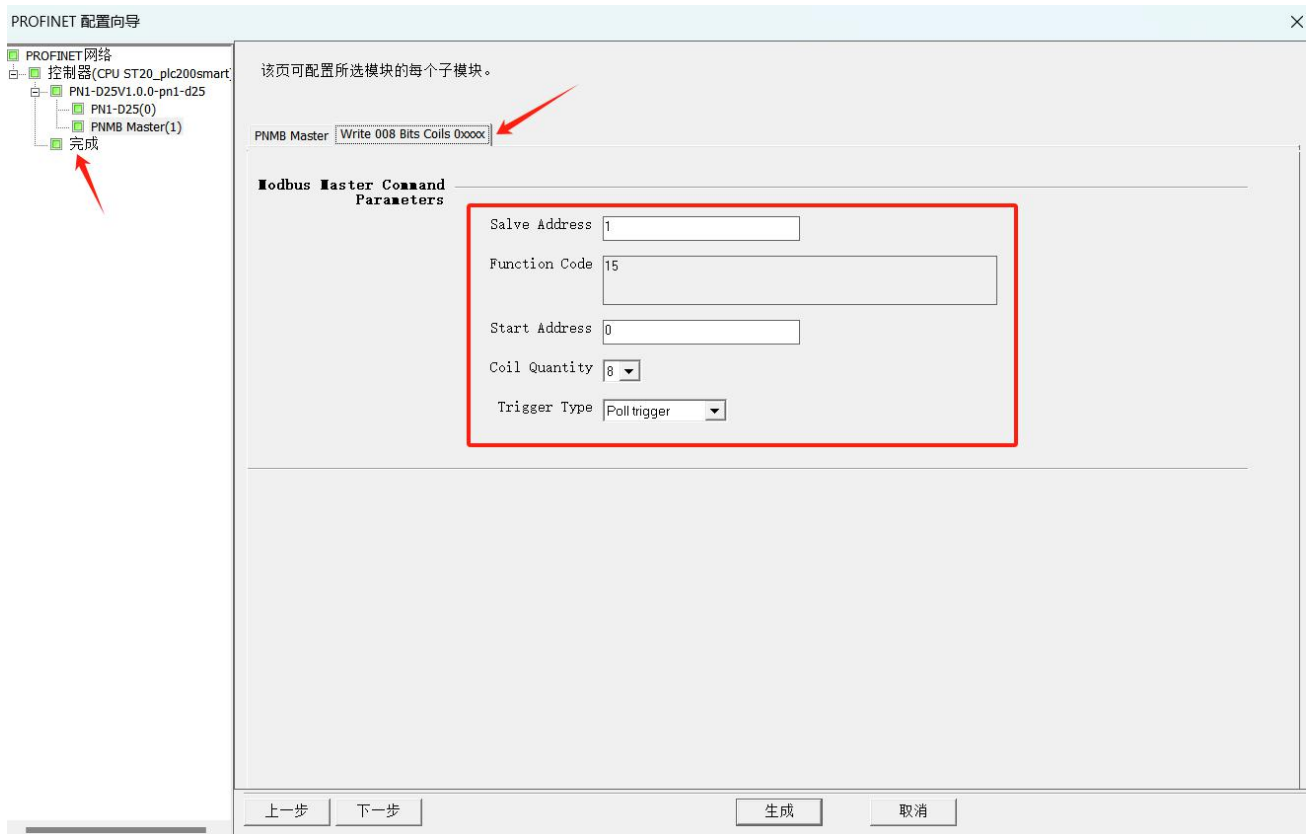 PROFINET 配置向导
PROFINET网络
控制器(CPU ST20_plc200smart)
PN1-D25V1.0.0-pn1-d25
PN1-D25(0)
PNMB Master(1)
完成
该页可配置所选模块的每个子模块。
PNMB Master
Write 008 Bits Coils 0xxxx
Modbus Master Command
Parameters
Salve Address 1
Function Code 15
Start Address 0
Coil Quantity 8
Trigger Type Poll trigger
上一步 下一步 生成 取消